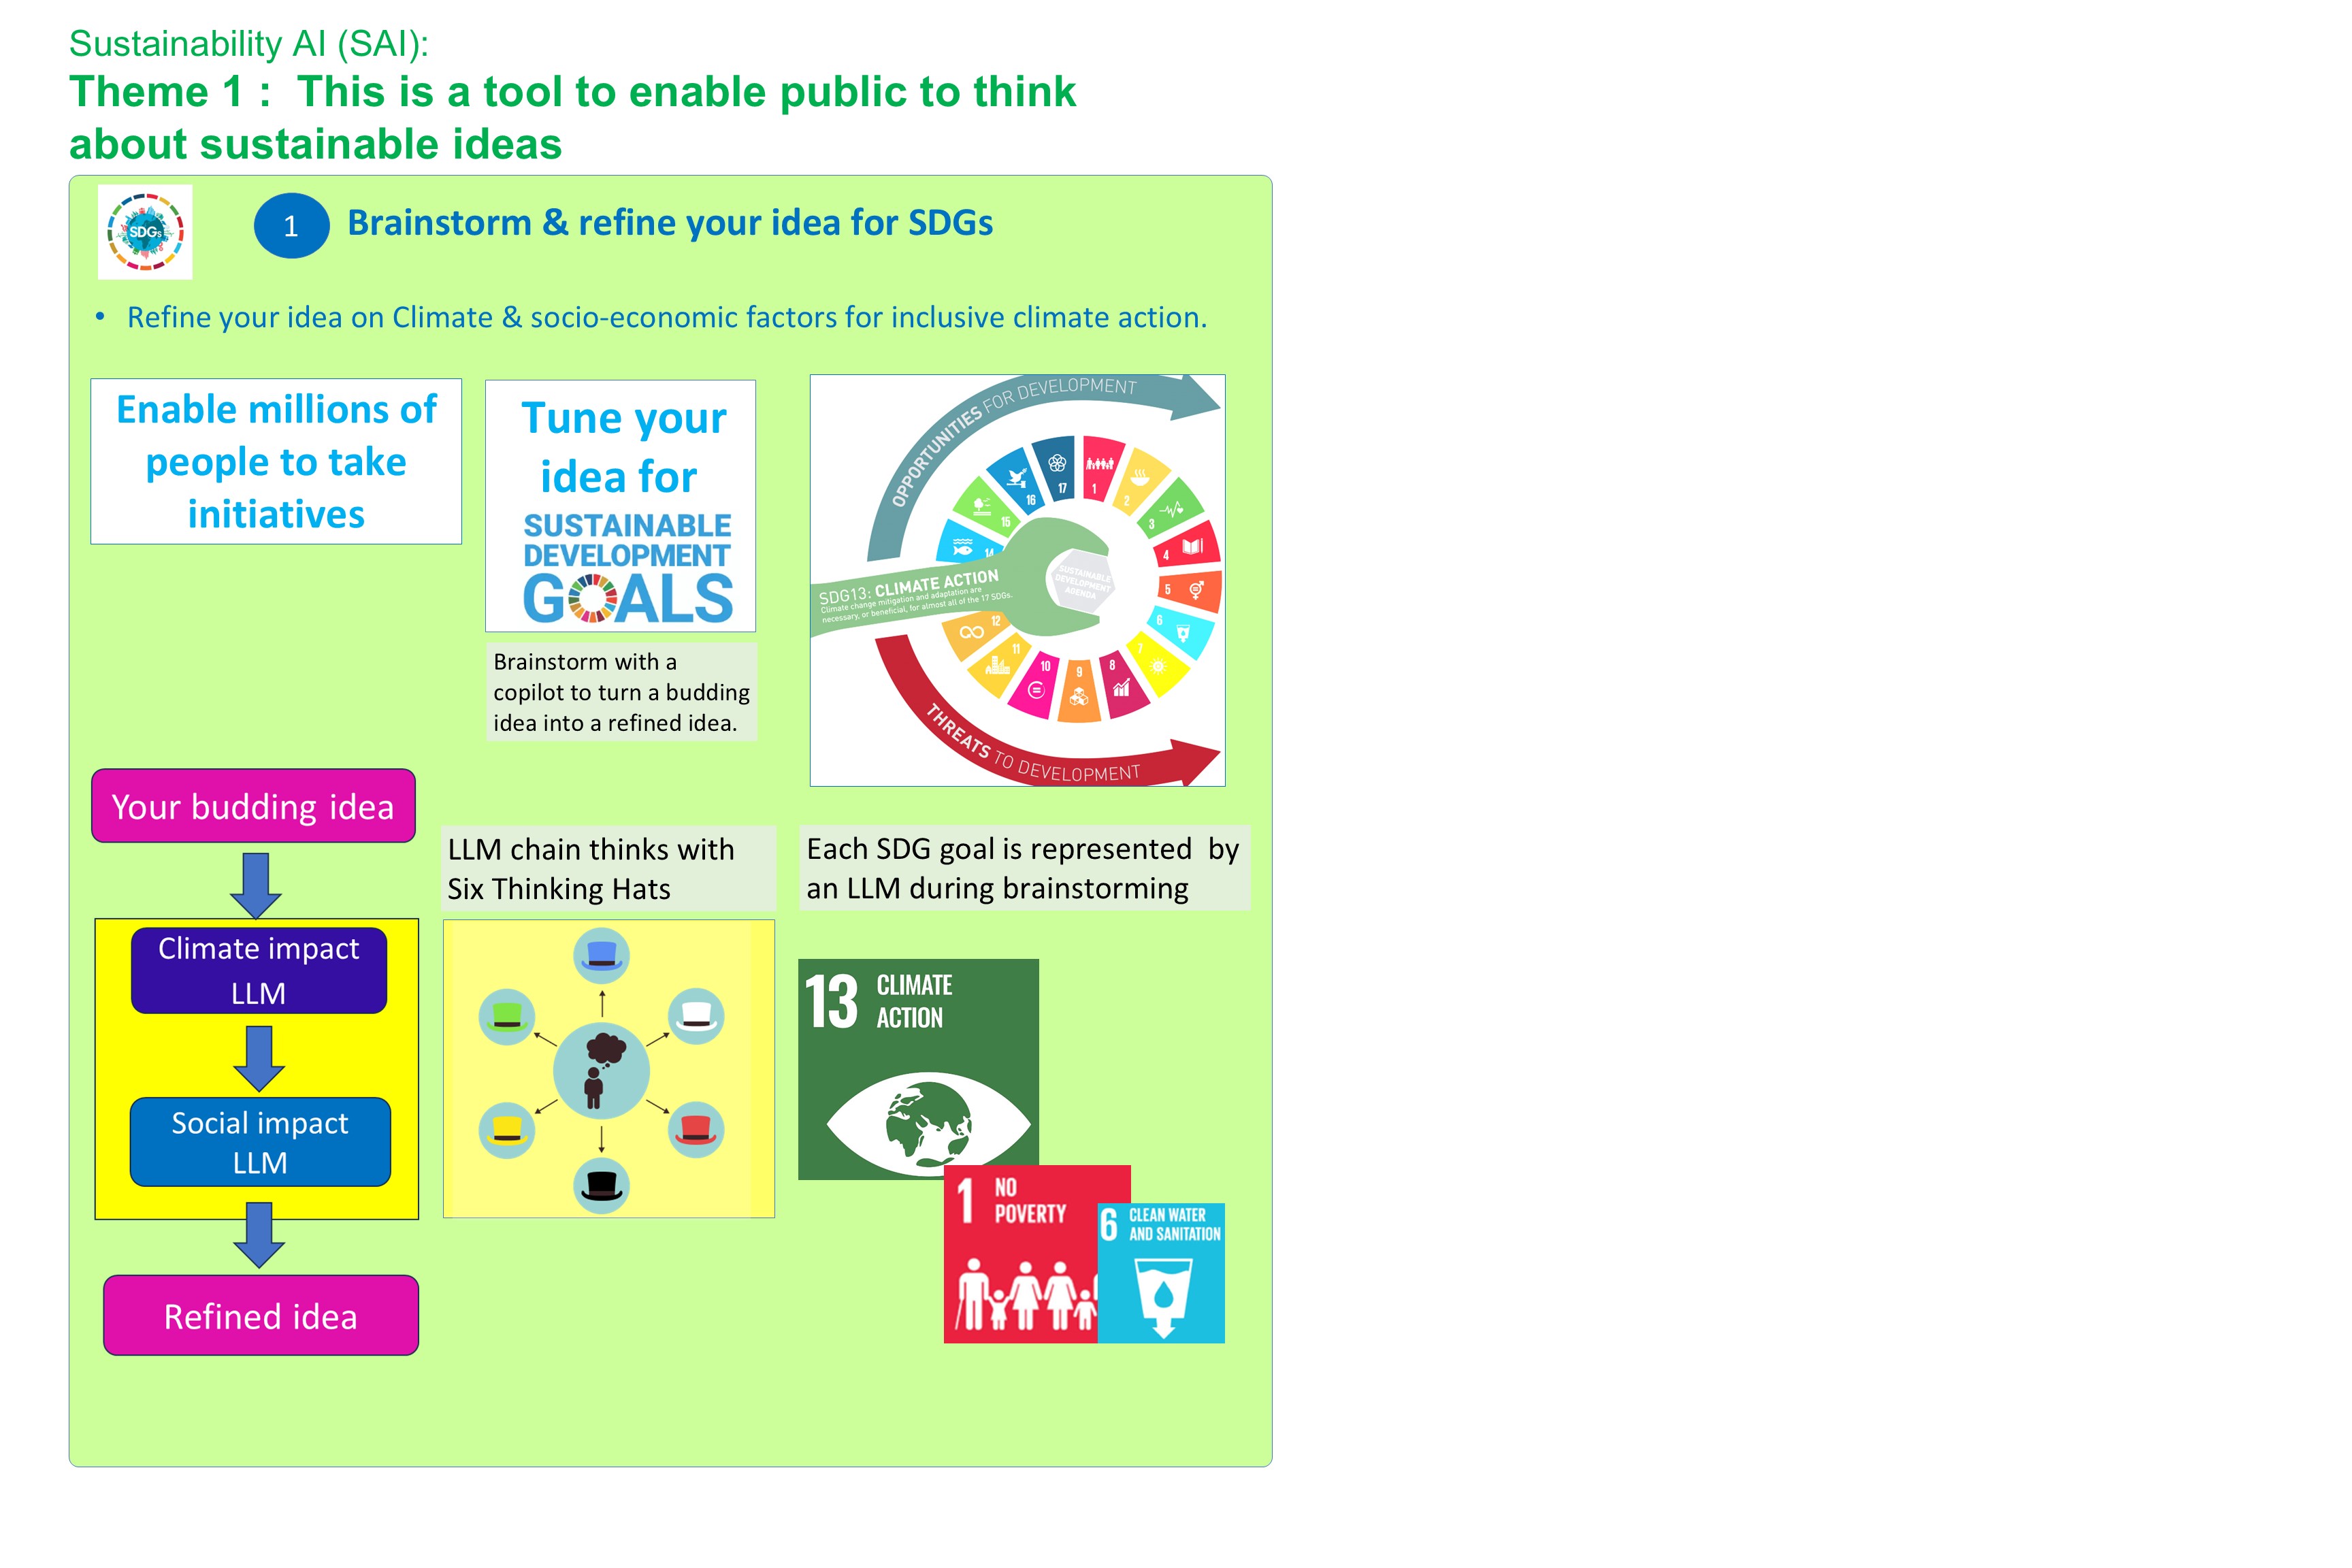 Sustainability AI (SAI):
Theme 1 :  This is a tool to enable public to think
about sustainable ideas
SDGs
1
Brainstorm & refine your idea for SDGs
• Refine your idea on Climate & socio-economic factors for inclusive climate action.
Enable millions of
people to take
initiatives
Tune your
idea for
SUSTAINABLE
DEVELOPMENT
GOALS
Brainstorm with a
copilot to turn a budding
idea into a refined idea.
OPPORTUNITIES FOR DEVELOPMENT
17
1
2
3
4
5
6
7
8
9
10
11
12
14
15
16
SDG13: CLIMATE ACTION
Climate change mitigation and adaptation are
necessary, or beneficial, for almost all of the 17 SDGs.
SUSTAINABLE
DEVELOPMENT
AGENDA
THREATS TO DEVELOPMENT
Your budding idea
Climate impact
LLM
Social impact
LLM
Refined idea
LLM chain thinks with
Six Thinking Hats
Each SDG goal is represented  by
an LLM during brainstorming
13 CLIMATE
ACTION
1 NO
POVERTY
6 CLEAN WATER
AND SANITATION